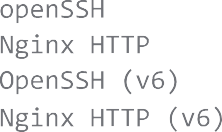 openSSH
Nginx HTTP
OpenSSH (v6)
Nginx HTTP (v6)